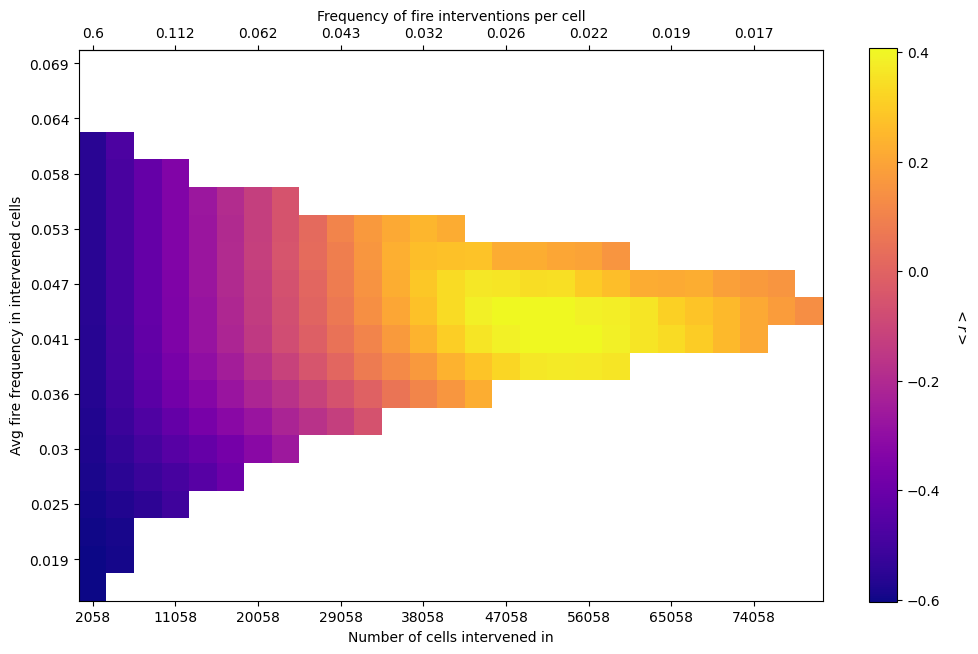 Frequency of fire interventions per cell
0.6 0.112 0.062 0.043 0.032 0.026 0.022 0.019 0.017
Avg fire frequency in intervened cells
0.069
0.064
0.058
0.053
0.047
0.041
0.036
0.03
0.025
0.019
2058 11058 20058 29058 38058 47058 56058 65058 74058
Number of cells intervened in
0.4
0.2
0.0
−0.2
−0.4
−0.6
< r >